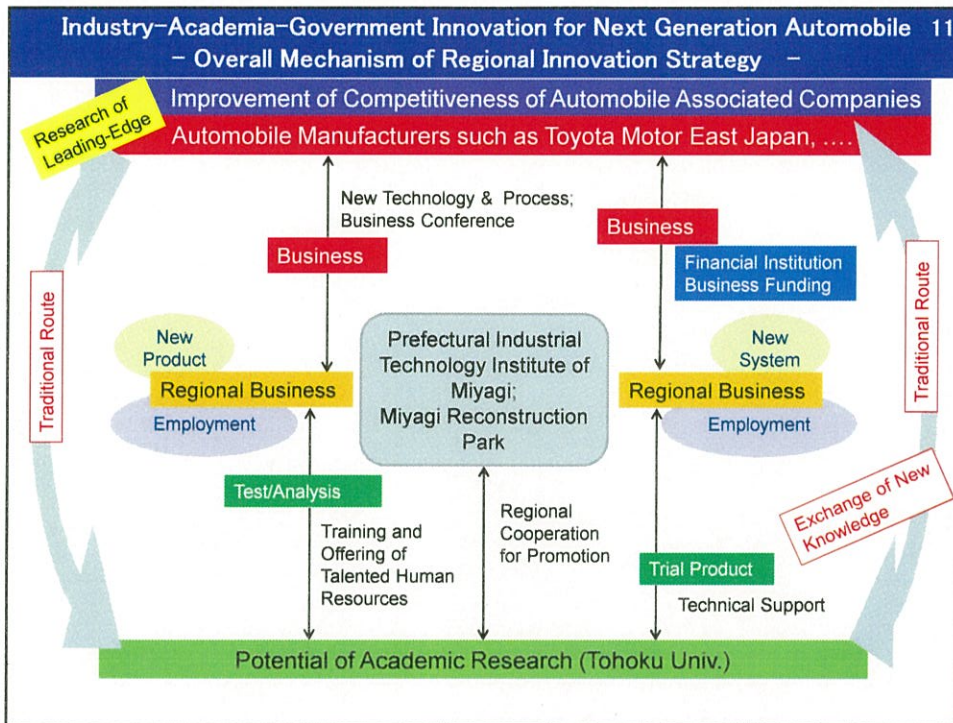 Industry-Academia-Government Innovation for Next Generation Automobile 11
– Overall Mechanism of Regional Innovation Strategy –
Research of
Leading-Edge
Improvement of Competitiveness of Automobile Associated Companies
Automobile Manufacturers such as Toyota Motor East Japan, ….
New Technology & Process;
Business Conference
Business
Business
Financial Institution
Business Funding
Traditional Route
New
Product
Regional Business
Employment
Prefectural Industrial
Technology Institute of
Miyagi;
Miyagi Reconstruction
Park
New
System
Regional Business
Employment
Traditional Route
Test/Analysis
Training and
Offering of
Talented Human
Resources
Regional
Cooperation
for Promotion
Exchange of New
Knowledge
Trial Product
Technical Support
Potential of Academic Research (Tohoku Univ.)